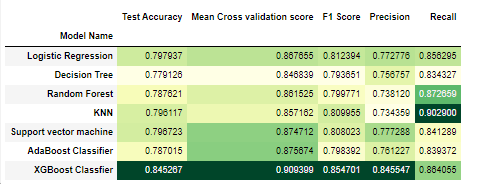 Test Accuracy Mean Cross validation score F1 Score Precision Recall
Model Name
Logistic Regression 0.797937 0.867655 0.812394 0.772776 0.856295
Decision Tree 0.779126 0.846839 0.793651 0.756757 0.834327
Random Forest 0.787621 0.861525 0.799771 0.738120 0.872659
KNN 0.796117 0.857162 0.809955 0.734359 0.902900
Support vector machine 0.796723 0.874712 0.808023 0.777288 0.841289
AdaBoost Classifier 0.787015 0.875674 0.798392 0.761227 0.839372
XGBoost Classfier 0.845267 0.909399 0.854701 0.845547 0.864055